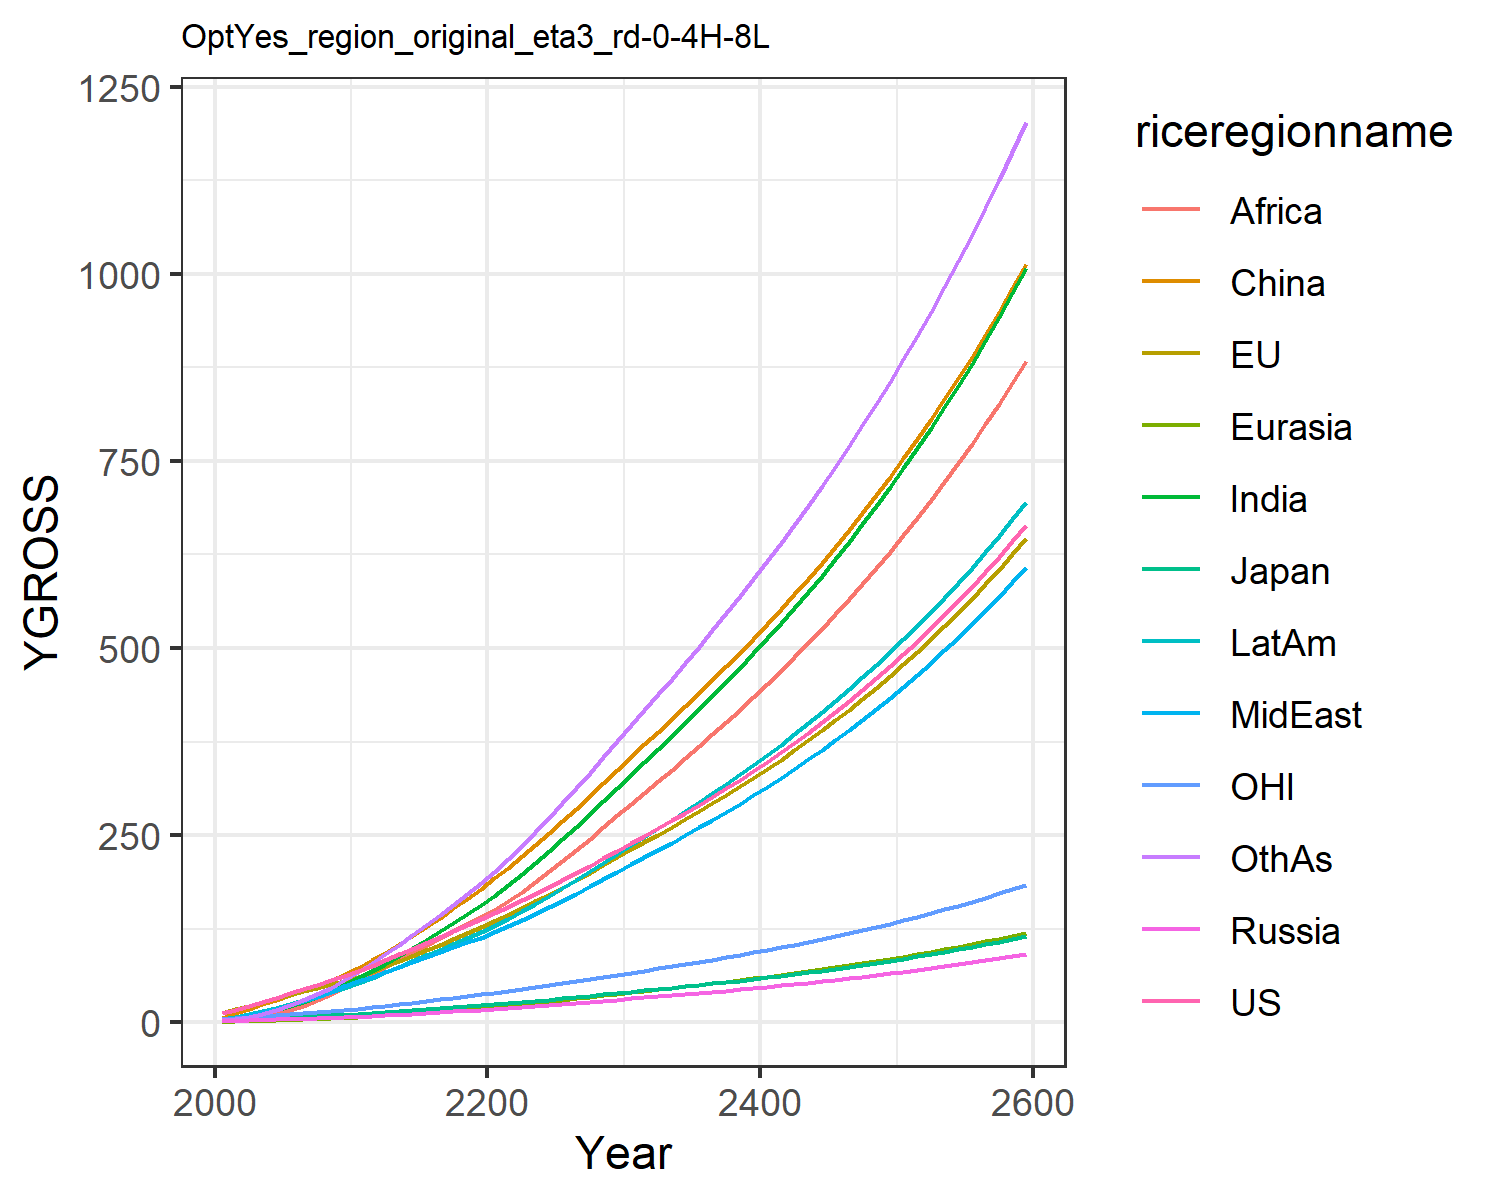 OptYes_region_original_eta3_rd-0-4H-8L
1250
1000
750
500
250
0
YGROSS
2000 2200 2400 2600
Year
riceregionname
Africa
China
EU
Eurasia
India
Japan
LatAm
MidEast
OHI
OthAs
Russia
US